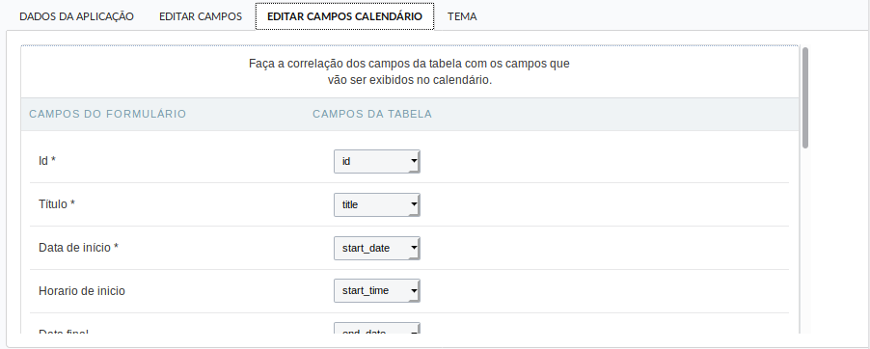 DADOS DA APLICAÇÃO EDITAR CAMPOS EDITAR CAMPOS CALENDÁRIO TEMA
Faça a correlação dos campos da tabela com os campos que
vão ser exibidos no calendário.
CAMPOS DO FORMULÁRIO CAMPOS DA TABELA
Id * id
Título * title
Data de início * start_date
Horario de inicio start_time
Data final end_date